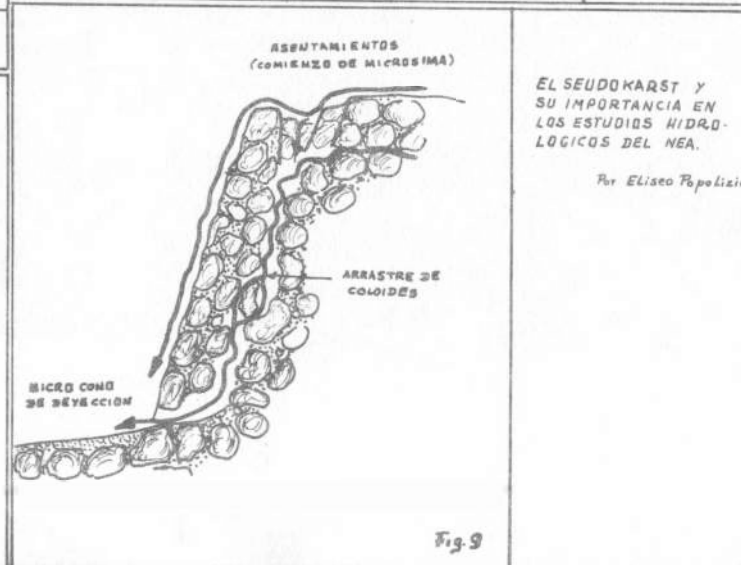 ASENTAMIENTOS
(COMIENZO DE MICROSIMA)
EL SEUDOKARST Y
SU IMPORTANCIA EN
LOS ESTUDIOS HIDRO-
LOGICOS DEL NEA.
Por Eliseo Popolizio
ARRASTRE DE
COLOIDES
MICRO CONO
DE DEYECCION
Fig. 9